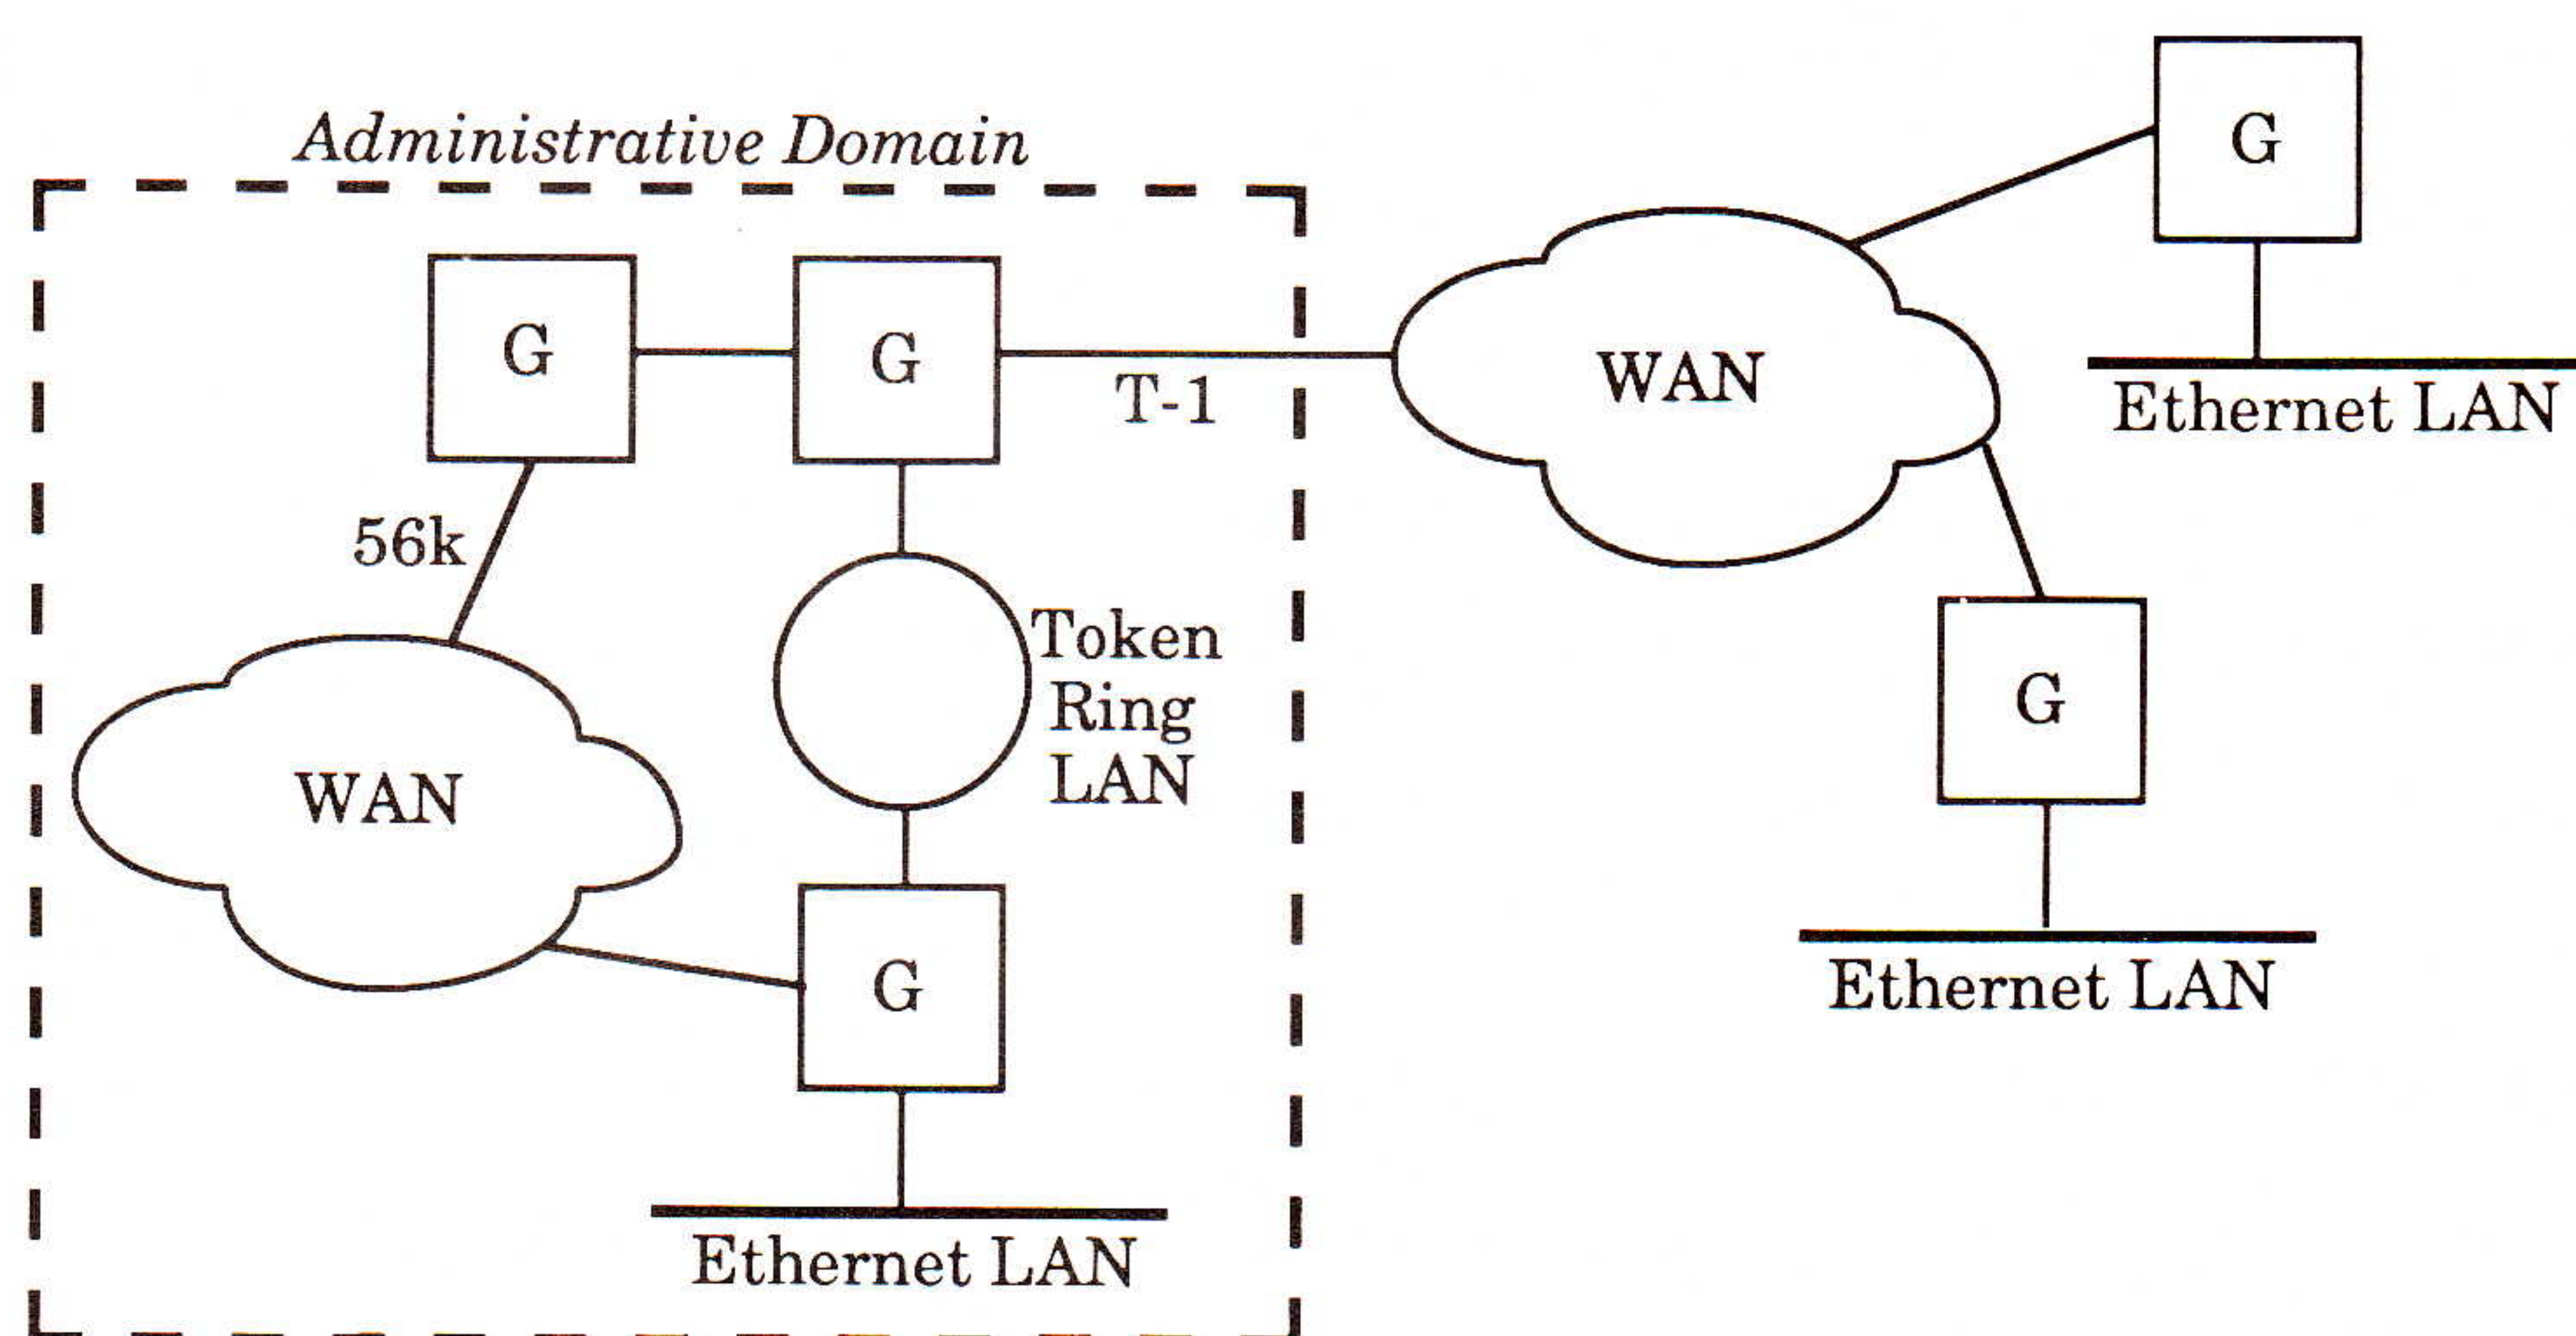 Administrative Domain
G
G
G
T-1
WAN
Ethernet LAN
56k
Token
Ring
LAN
G
WAN
G
Ethernet LAN
Ethernet LAN